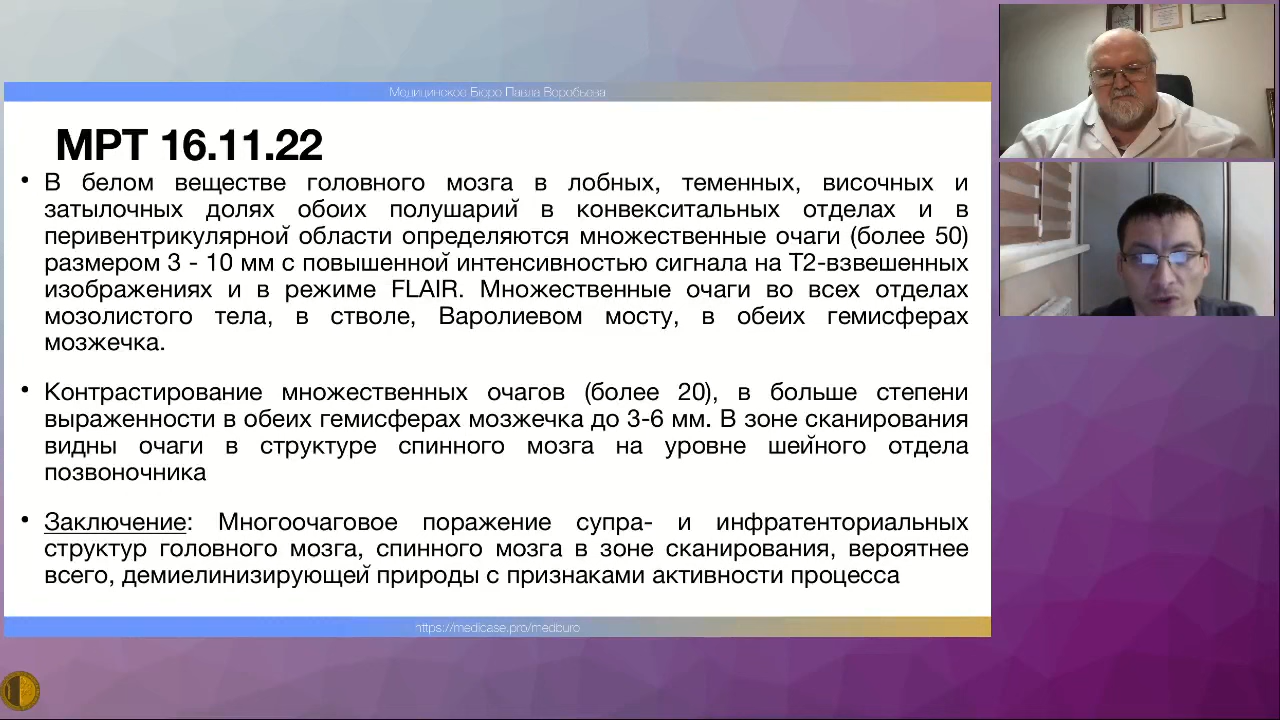 Медицинское Бюро Павла Воробьева
МРТ 16.11.22
• В белом веществе головного мозга в лобных, теменных, височных и
затылочных долях обоих полушарий в конвекситальных отделах и в
перивентрикулярной области определяются множественные очаги (более 50)
размером 3 - 10 мм с повышенной интенсивностью сигнала на Т2-взвешенных
изображениях и в режиме FLAIR. Множественные очаги во всех отделах
мозолистого тела, в стволе, Варолиевом мосту, в обеих гемисферах
мозжечка.
• Контрастирование множественных очагов (более 20), в больше степени
выраженности в обеих гемисферах мозжечка до 3-6 мм. В зоне сканирования
видны очаги в структуре спинного мозга на уровне шейного отдела
позвоночника
• Заключение: Многоочаговое поражение супра- и инфратенториальных
структур головного мозга, спинного мозга в зоне сканирования, вероятнее
всего, демиелинизирующей природы с признаками активности процесса
https://medicase.pro/medburo